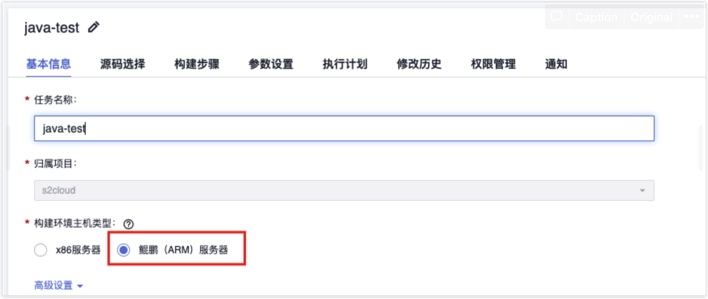 Caption Original
java-test
基本信息 源码选择 构建步骤 参数设置 执行计划 修改历史 权限管理 通知
* 任务名称:
java-test
* 归属项目:
s2cloud
* 构建环境主机类型: ?
x86服务器 鲲鹏（ARM）服务器
高级设置